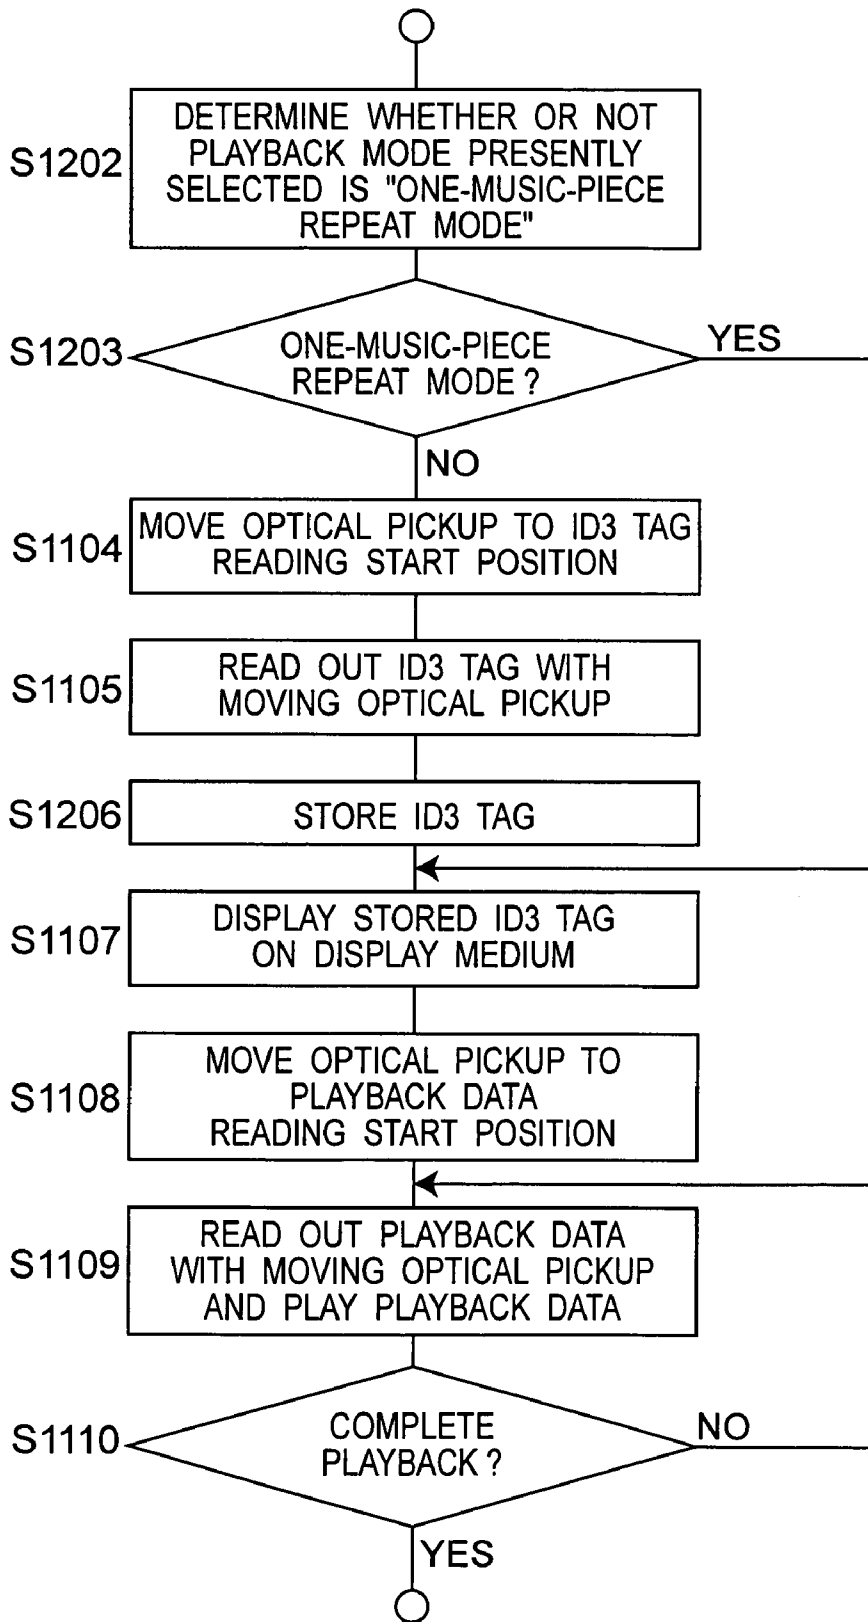 S1202
DETERMINE WHETHER OR NOT
PLAYBACK MODE PRESENTLY
SELECTED IS "ONE-MUSIC-PIECE
REPEAT MODE"
S1203
ONE-MUSIC-PIECE
REPEAT MODE ?
YES
NO
S1104
MOVE OPTICAL PICKUP TO ID3 TAG
READING START POSITION
S1105
READ OUT ID3 TAG WITH
MOVING OPTICAL PICKUP
S1206
STORE ID3 TAG
S1107
DISPLAY STORED ID3 TAG
ON DISPLAY MEDIUM
S1108
MOVE OPTICAL PICKUP TO
PLAYBACK DATA
READING START POSITION
S1109
READ OUT PLAYBACK DATA
WITH MOVING OPTICAL PICKUP
AND PLAY PLAYBACK DATA
S1110
COMPLETE
PLAYBACK ?
NO
YES